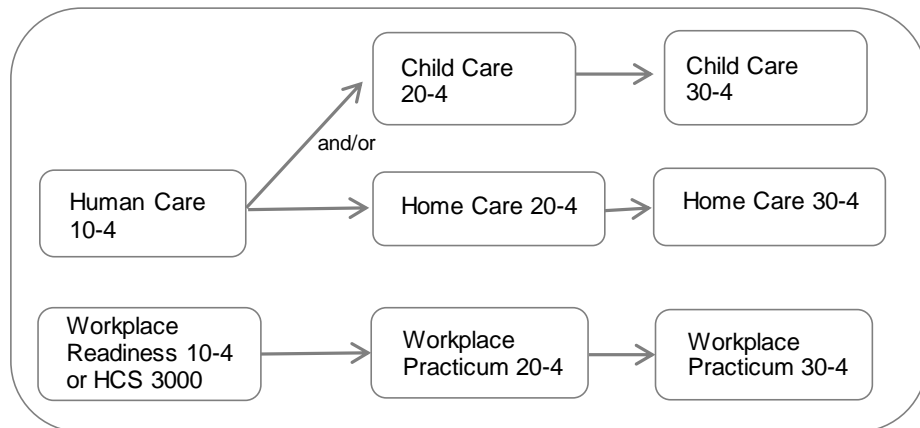 Child Care
20-4
Child Care
30-4
and/or
Human Care
10-4
Home Care 20-4
Home Care 30-4
Workplace
Readiness 10-4
or HCS 3000
Workplace
Practicum 20-4
Workplace
Practicum 30-4